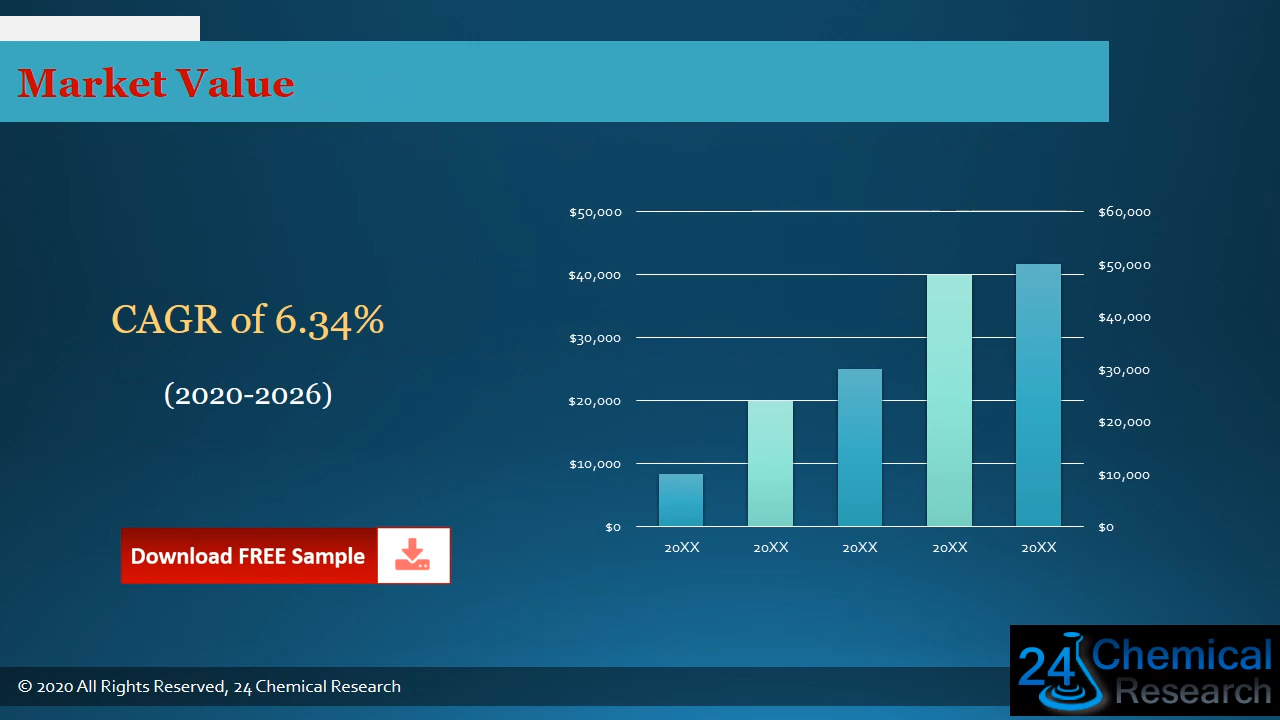 Market Value
CAGR of 6.34%
(2020-2026)
Download FREE Sample
$50,000
$40,000
$30,000
$20,000
$10,000
$0
$60,000
$50,000
$40,000
$30,000
$20,000
$10,000
$0
20XX 20XX 20XX 20XX 20XX
© 2020 All Rights Reserved, 24 Chemical Research
24 Chemical
Research